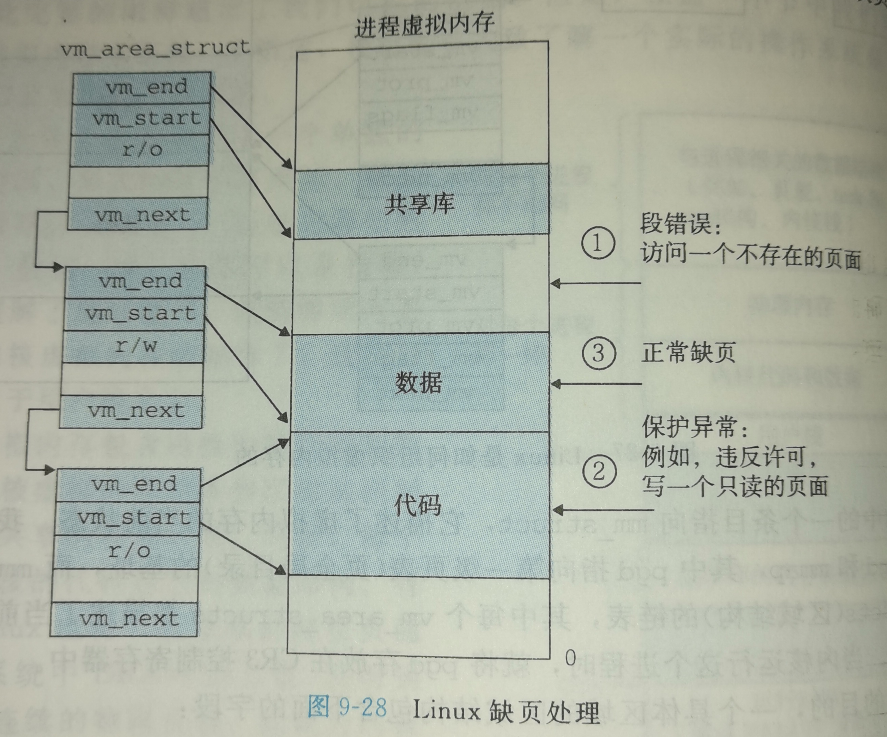 进程虚拟内存
vm_area_struct
vm_end
vm_start
r/o
vm_next
vm_end
vm_start
r/w
vm_next
vm_end
vm_start
r/o
vm_next
共享库
数据
代码
0
① 段错误：
访问一个不存在的页面
③ 正常缺页
保护异常：
② 例如，违反许可，
写一个只读的页面
图 9-28 Linux 缺页处理